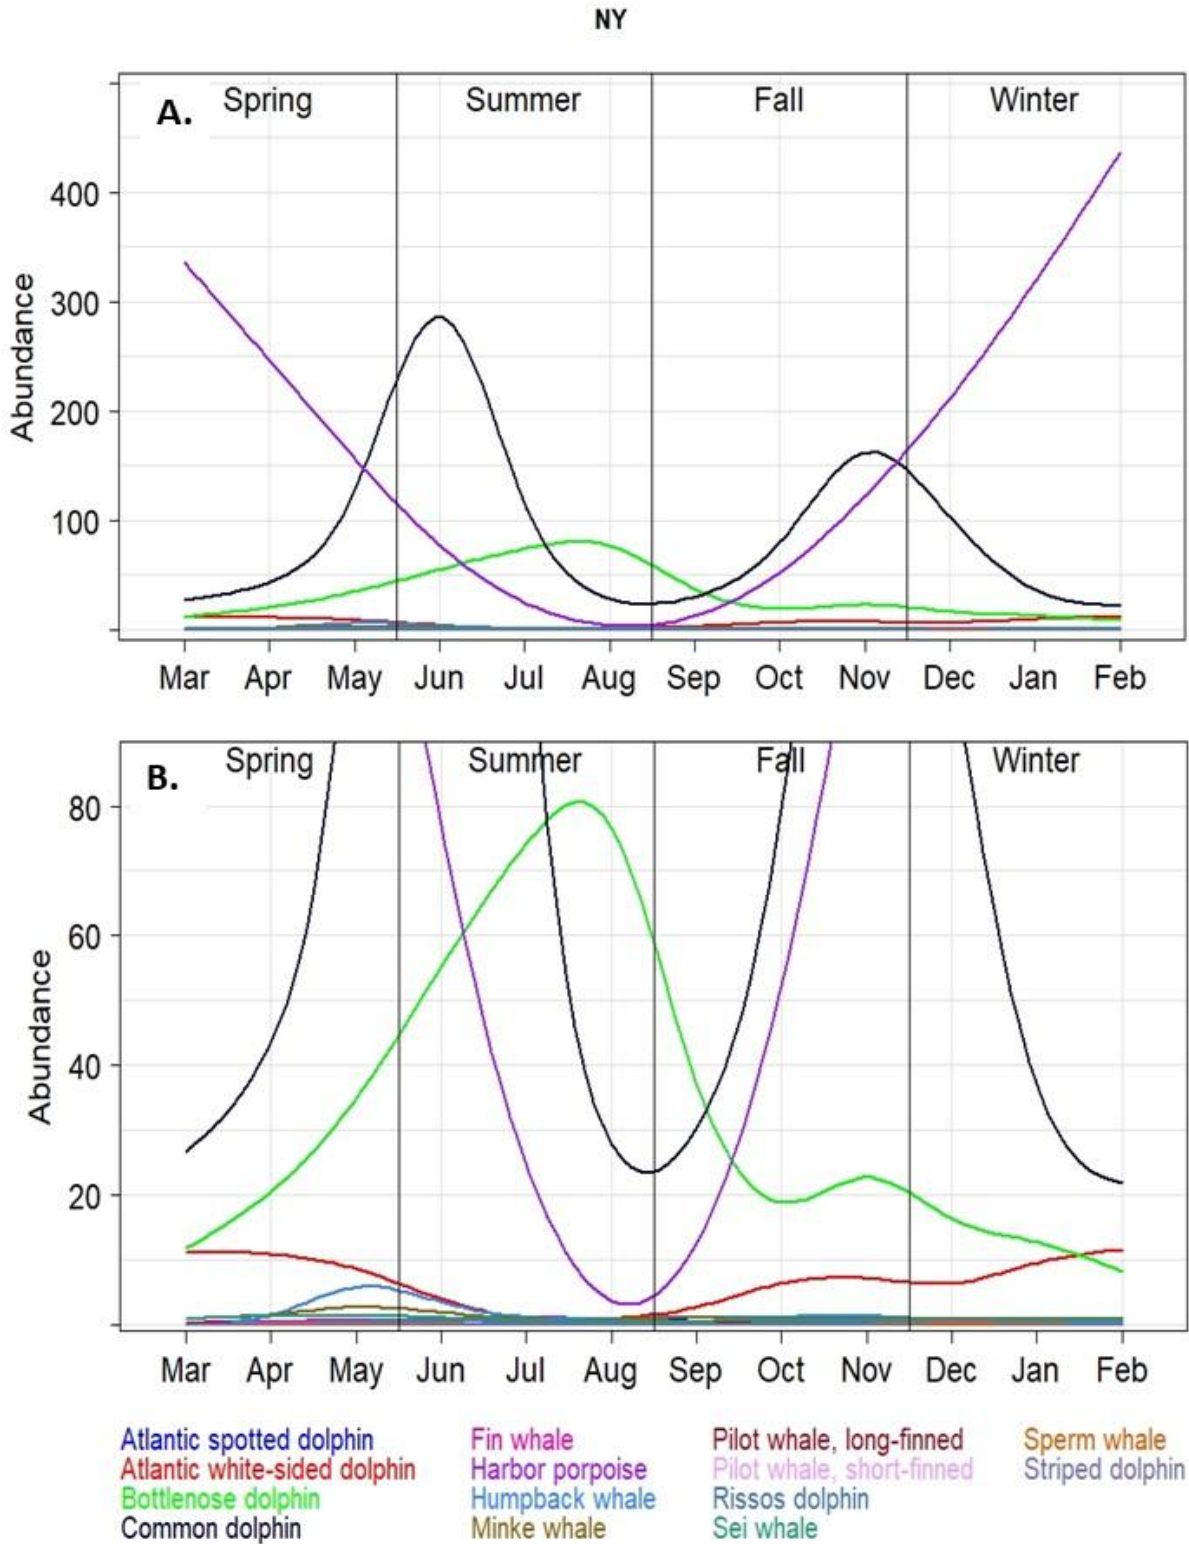 NY
A.
Spring Summer Fall Winter
400
300
200
100
Abundance
Mar Apr May Jun Jul Aug Sep Oct Nov Dec Jan Feb
B.
Spring Summer Fall Winter
80
60
40
20
Abundance
Mar Apr May Jun Jul Aug Sep Oct Nov Dec Jan Feb
Atlantic spotted dolphin Fin whale Pilot whale, long-finned Sperm whale
Atlantic white-sided dolphin Harbor porpoise Pilot whale, short-finned Striped dolphin
Bottlenose dolphin Humpback whale Rissos dolphin
Common dolphin Minke whale Sei whale